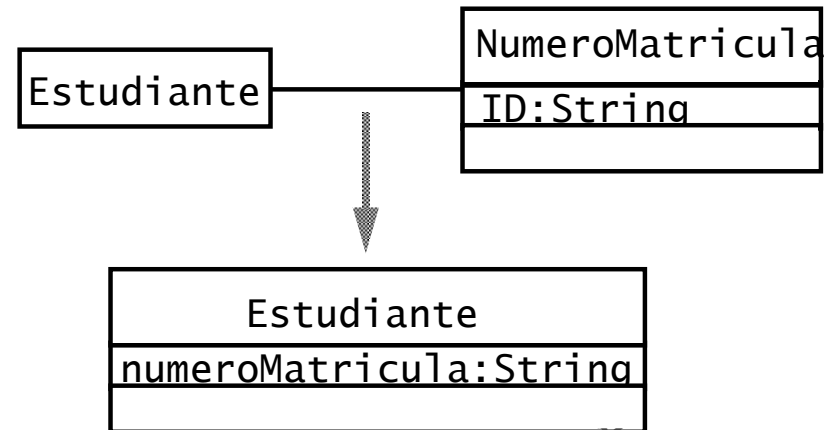 NumeroMatricula
Estudiante
ID:String
Estudiante
numeroMatricula:String